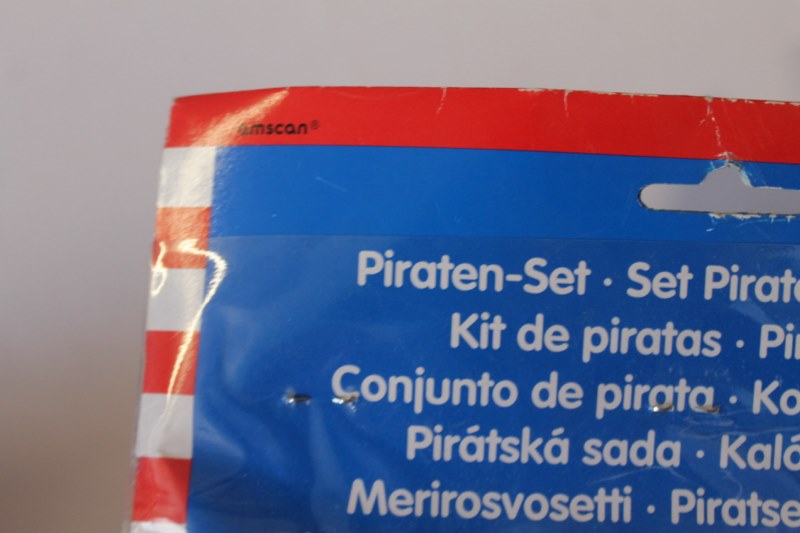 amscan®
Piraten-Set · Set
Kit de piratas ·
Conjunto de pirata ·
Pirátská sada ·
Merirosvosetti ·